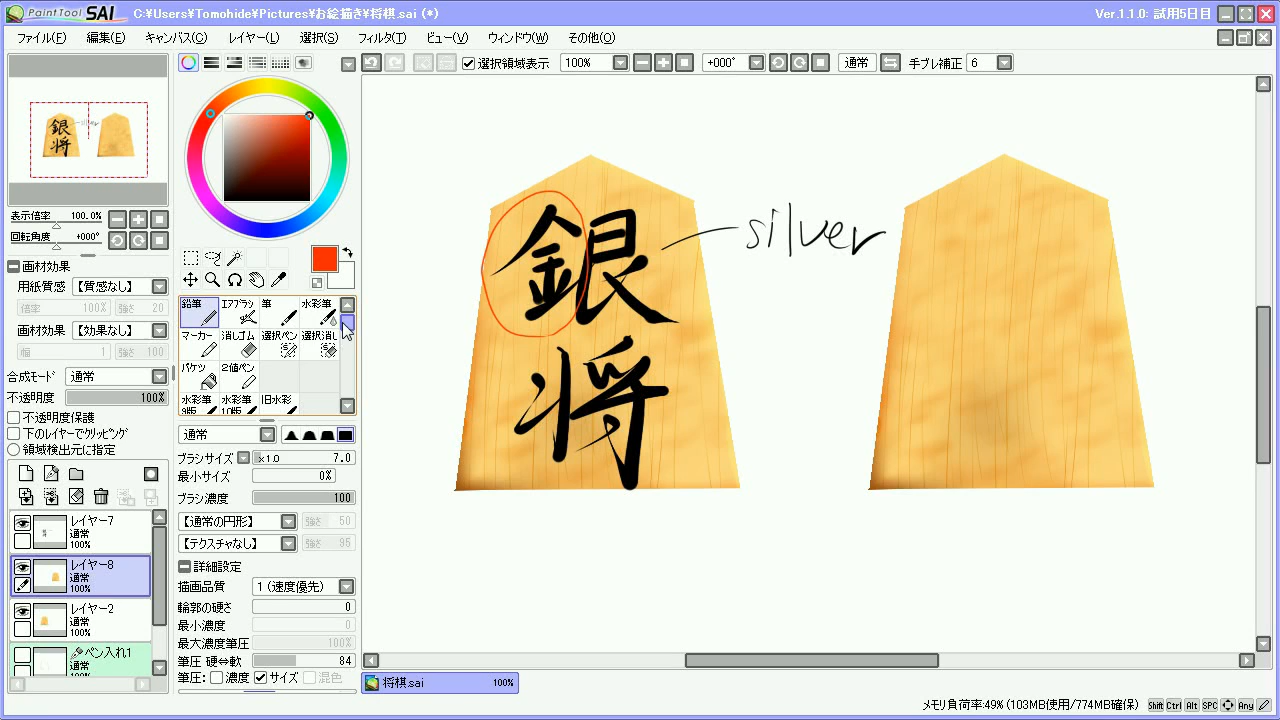 PaintTool SAI C:¥Users¥Tomohide¥Pictures¥お絵描き¥将棋.sai (*) Ver.1.1.0: 試用5日目
ファイル(F) 編集(E) キャンバス(C) レイヤー(L) 選択(S) フィルタ(T) ビュー(V) ウィンドウ(W) その他(O)
選択領域表示 100% +000° 通常 手ブレ補正 6
表示倍率 100.0%
回転角度 +000°
画材効果
用紙質感 【質感なし】
倍率 100% 強さ 20
画材効果 【効果なし】
幅 1 強さ 100
合成モード 通常
不透明度 100%
不透明度保護
下のレイヤーでクリッピング
領域検出元に指定
レイヤー7
通常
100%
レイヤー8
通常
100%
レイヤー2
通常
100%
ペン入れ1
通常
100%
鉛筆 エアブラシ 筆 水彩筆
マーカー 消しゴム 選択ペン 選択消し
バケツ 2値ペン
水彩筆 水彩筆 旧水彩
通常
ブラシサイズ x1.0 7.0
最小サイズ 0%
ブラシ濃度 100
【通常の円形】 強さ 50
【テクスチャなし】 強さ 95
詳細設定
描画品質 1 (速度優先)
輪郭の硬さ 0
最小濃度 0
最大濃度筆圧 100%
筆圧 硬⇔軟 84
筆圧: 濃度 サイズ 混色
銀将
silver
将棋.sai 100%
メモリ負荷率:49% (103MB使用/774MB確保) Shift Ctrl Alt SPC Any